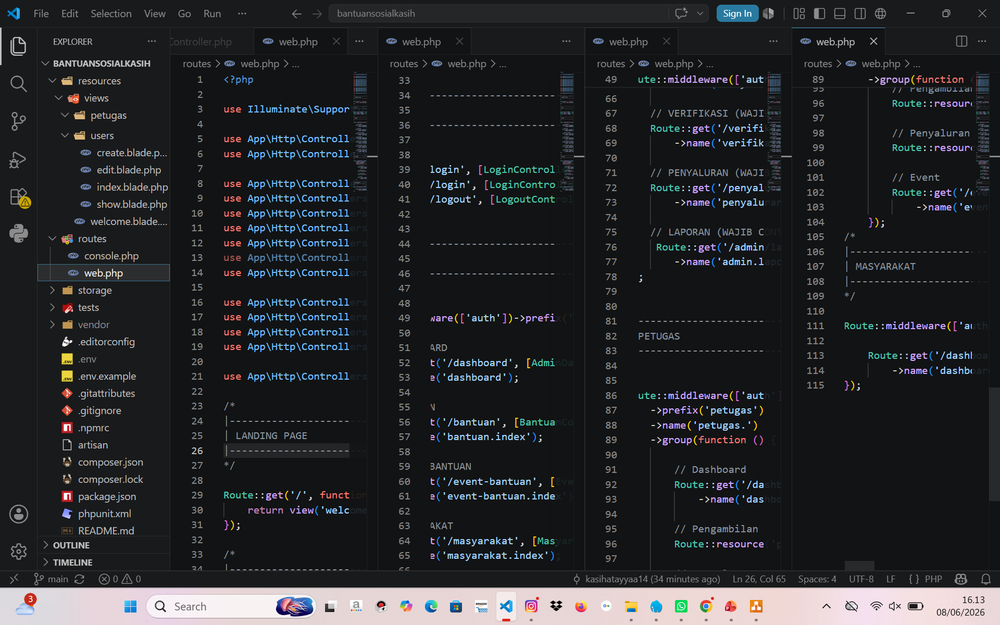 File Edit Selection View Go Run ···
bantuansosialkasih
Sign In
EXPLORER
BANTUANSOSIALKASIH
resources
views
petugas
users
create.blade.p...
edit.blade.php
index.blade.php
show.blade.php
welcome.blade....
routes
console.php
web.php
storage
tests
vendor
.editorconfig
.env
.env.example
.gitattributes
.gitignore
.npmrc
artisan
composer.json
composer.lock
package.json
phpunit.xml
README.md
OUTLINE
TIMELINE
Controller.php
web.php
routes > web.php > ...
1 <?php
2
3 use Illuminate\Suppor
4
5 use App\Http\Controll
6 use App\Http\Controllers
7
8 use App\Http\Controll
9 use App\Http\Controllers
10 use App\Http\Controllers
11 use App\Http\Controllers
12 use App\Http\Controllers
13 use App\Http\Controllers
14 use App\Http\Controllers
15
16 use App\Http\Controllers
17 use App\Http\Controllers
18 use App\Http\Controllers
19 use App\Http\Controllers
20
21 use App\Http\Controllers
22
23 /*
24 |-----------------------
25 | LANDING PAGE
26 |-----------------------
27 */
28
29 Route::get('/', function
30 return view('welcome
31 });
32
33 /*
34 |-----------------------
web.php
routes > web.php > ...
33
34 -----------------------
35
36 -----------------------
37
38
39 login', [LoginControl
40 /login', [LoginContro
41 /logout', [LogoutControl
42
43
44 -----------------------
45
46 -----------------------
47
48
49 ware(['auth'])->prefix('
50
51 ARD
52 t('/dashboard', [AdminDa
53 e('dashboard');
54
55 N
56 t('/bantuan', [BantuanCo
57 e('bantuan.index');
58
59 BANTUAN
60 t('/event-bantuan', [Eve
61 e('event-bantuan.index')
62
63 AKAT
64 t('/masyarakat', [Masyar
65 e('masyarakat.index');
66
web.php
routes > web.php > ...
49 ute::middleware(['aut
66
67 // VERIFIKASI (WAJI
68 Route::get('/verifi
69 ->name('verifik
70
71 // PENYALURAN (WAJIB
72 Route::get('/penyal
73 ->name('penyaluran
74
75 // LAPORAN (WAJIB CONT
76 Route::get('/admin/la
77 ->name('admin.lapo
78 ;
79
80
81 ---------------------
82 PETUGAS
83 ---------------------
84
85
86 ute::middleware(['auth']
87 ->prefix('petugas')
88 ->name('petugas.')
89 ->group(function () {
90
91 // Dashboard
92 Route::get('/dashb
93 ->name('dashbo
94
95 // Pengambilan
96 Route::resource('p
97
web.php
routes > web.php > ...
89 ->group(function (
95 // Pengambilan
96 Route::resource
97
98 // Penyaluran
99 Route::resource
100
101 // Event
102 Route::get('/eve
103 ->name('even
104 });
105 /*
106 |---------------------
107 | MASYARAKAT
108 |---------------------
109 */
110
111 Route::middleware(['auth
112
113 Route::get('/dashboa
114 ->name('dashboar
115 });
main 0 0
kasihatayyaa14 (34 minutes ago) Ln 26, Col 65 Spaces: 4 UTF-8 LF { } PHP
3
Search
16.13
08/06/2026